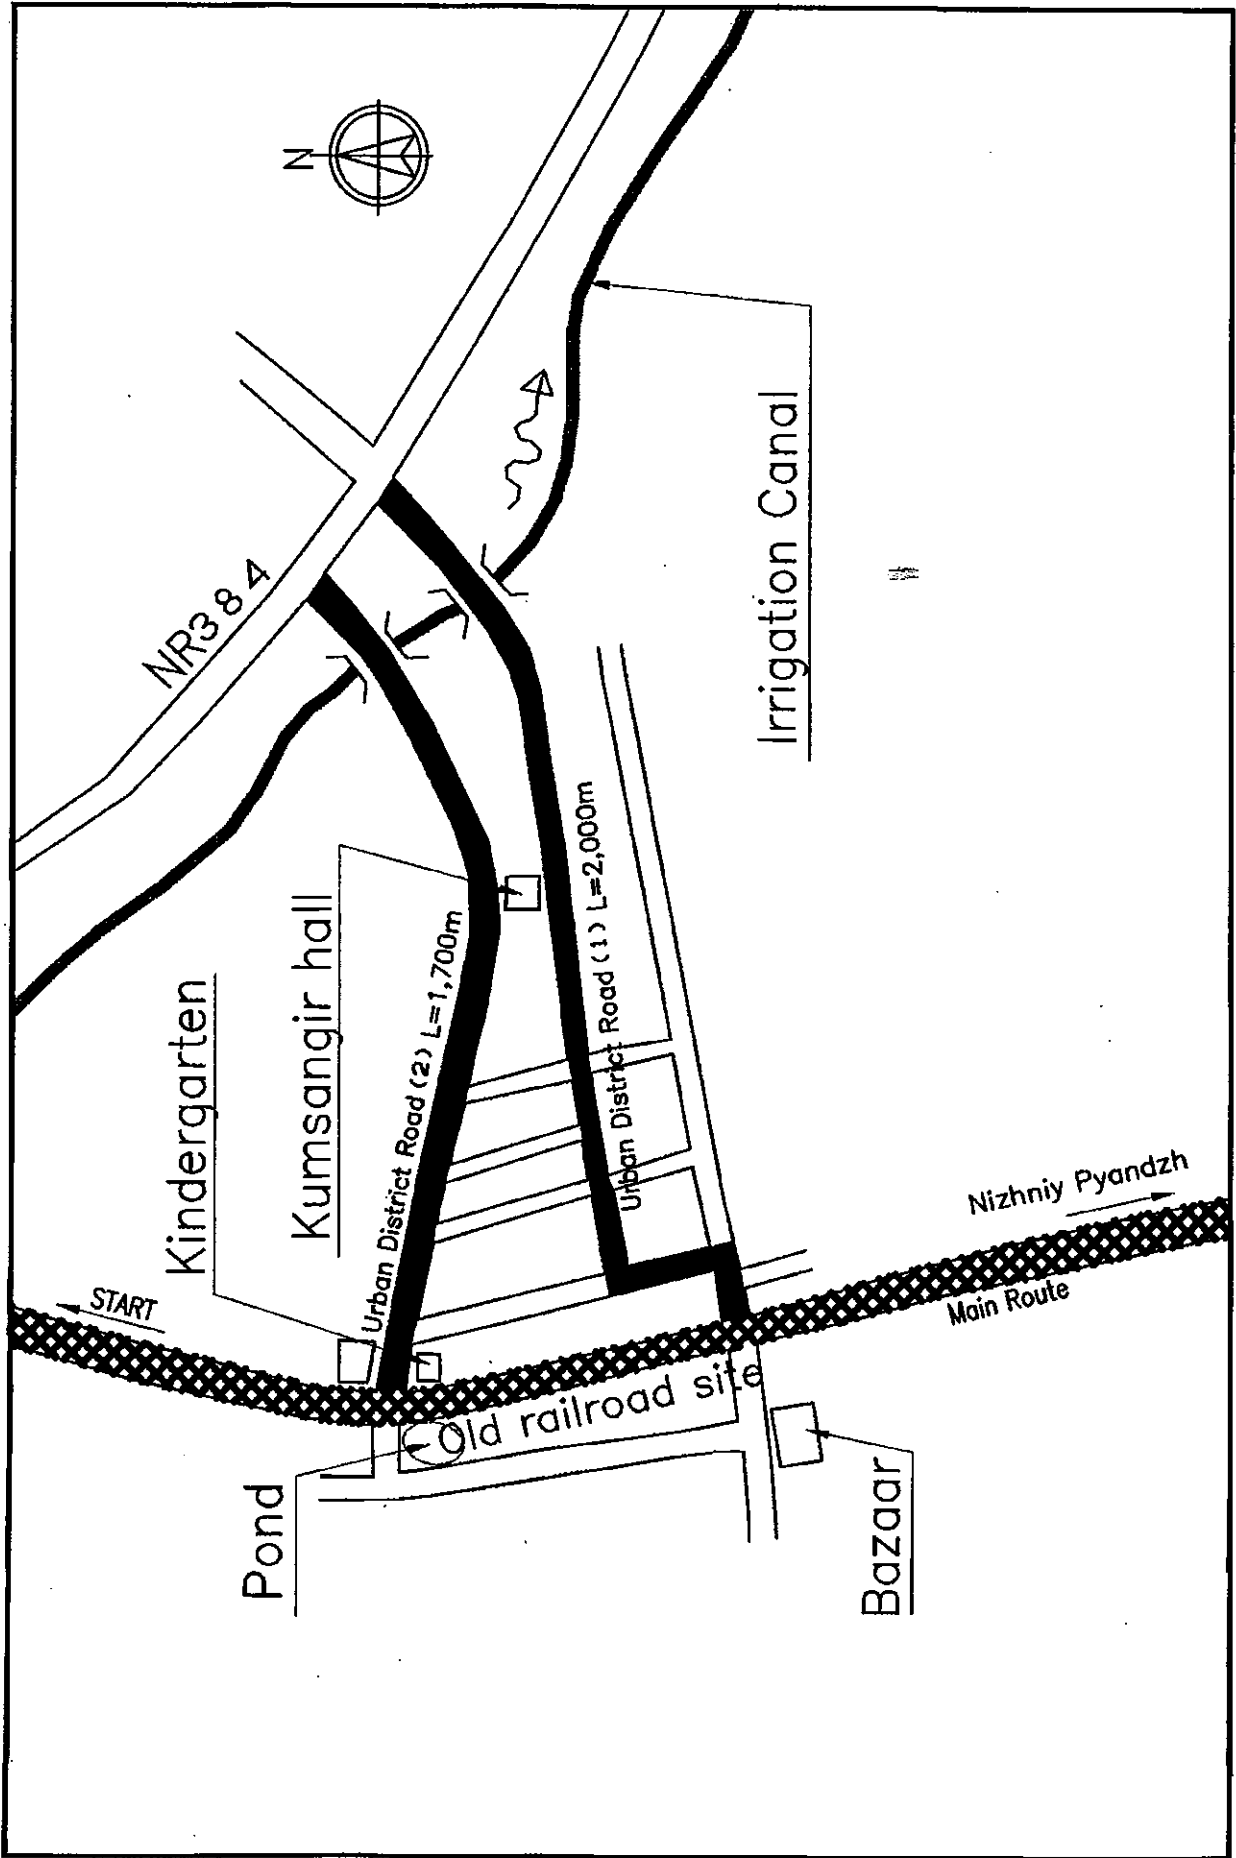 N
NR384
Kindergarten
Kumsangir hall
Urban District Road (2) L=1,700m
Urban District Road (1) L=2,000m
Irrigation Canal
START
Nizhniy Pyandzh
Main Route
Old railroad site
Pond
Bazaar